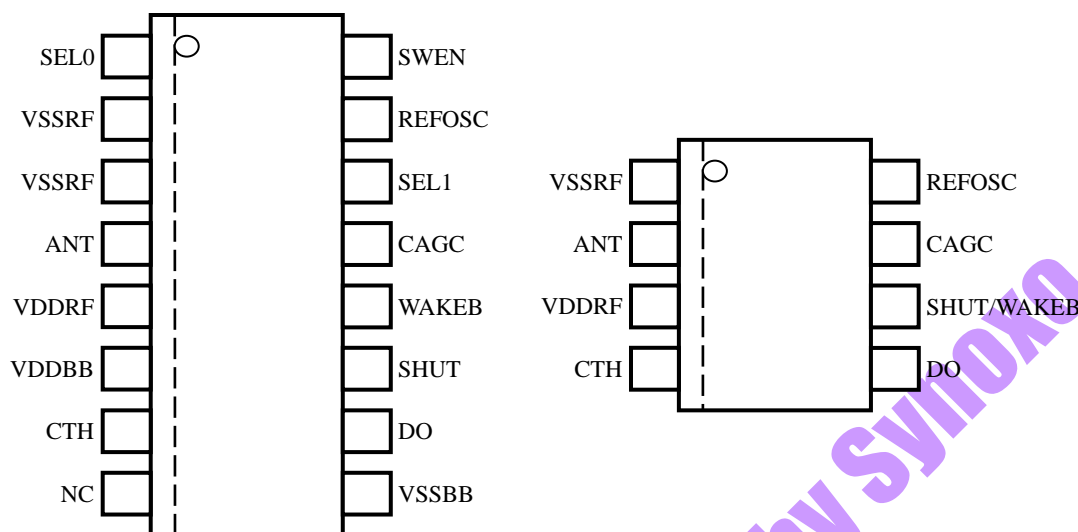 SEL0 SWEN
VSSRF REFOSC
VSSRF SEL1
ANT CAGC
VDDRF WAKEB
VDDBB SHUT
CTH DO
NC VSSBB
VSSRF REFOSC
ANT CAGC
VDDRF SHUT/WAKEB
CTH DO
by Synoxo